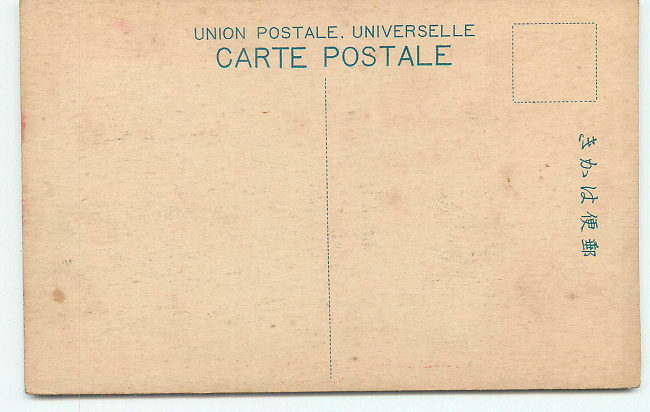 UNION POSTALE. UNIVERSELLE
CARTE POSTALE
郵便はかき